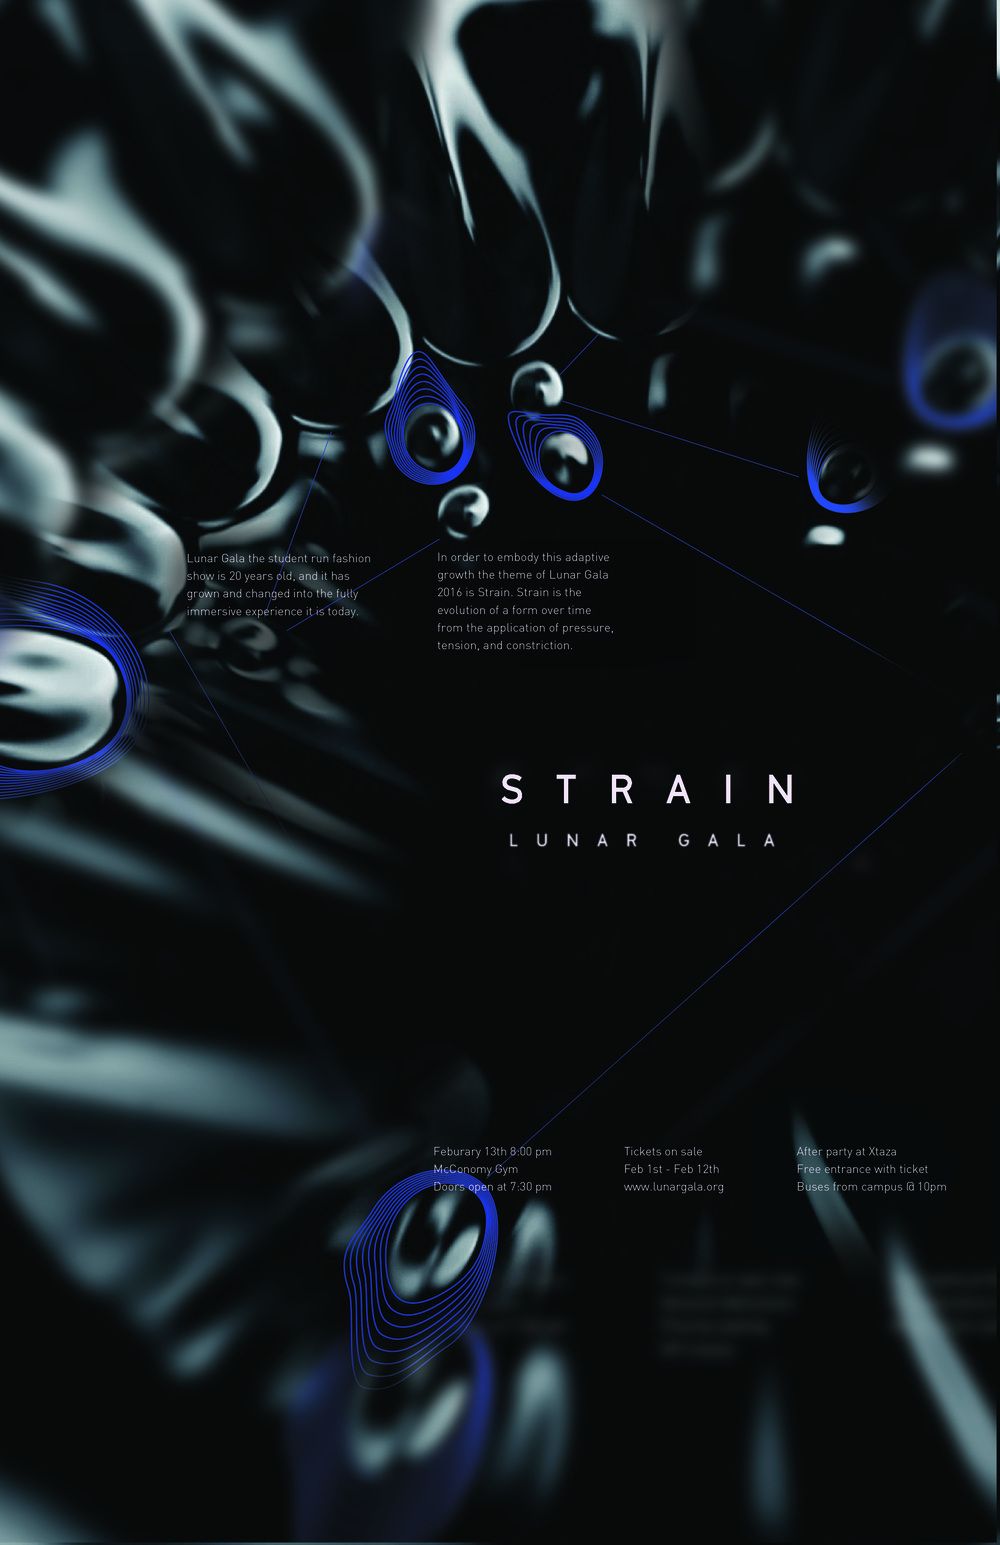 Lunar Gala the student run fashion
show is 20 years old, and it has
grown and changed into the fully
immersive experience it is today.
In order to embody this adaptive
growth the theme of Lunar Gala
2016 is Strain. Strain is the
evolution of a form over time
from the application of pressure,
tension, and constriction.
STRAIN
LUNAR GALA
Feburary 13th 8:00 pm
McConomy Gym
Doors open at 7:30 pm
Tickets on sale
Feb 1st - Feb 12th
www.lunargala.org
After party at Xtaza
Free entrance with ticket
Buses from campus @ 10pm